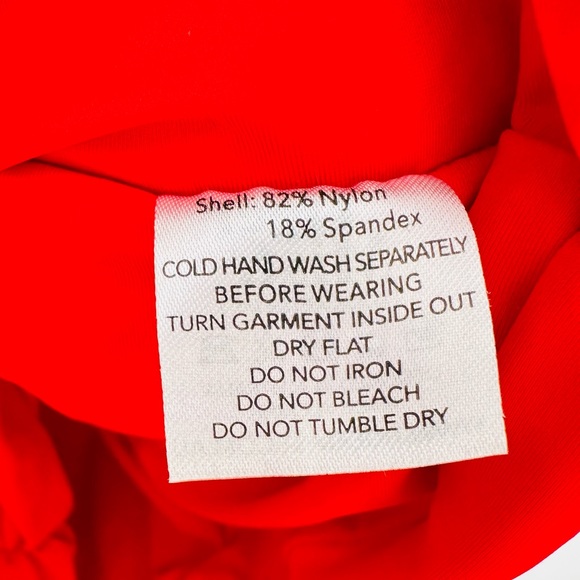 Shell: 82% Nylon
18% Spandex
COLD HAND WASH SEPARATELY
BEFORE WEARING
TURN GARMENT INSIDE OUT
DRY FLAT
DO NOT IRON
DO NOT BLEACH
DO NOT TUMBLE DRY